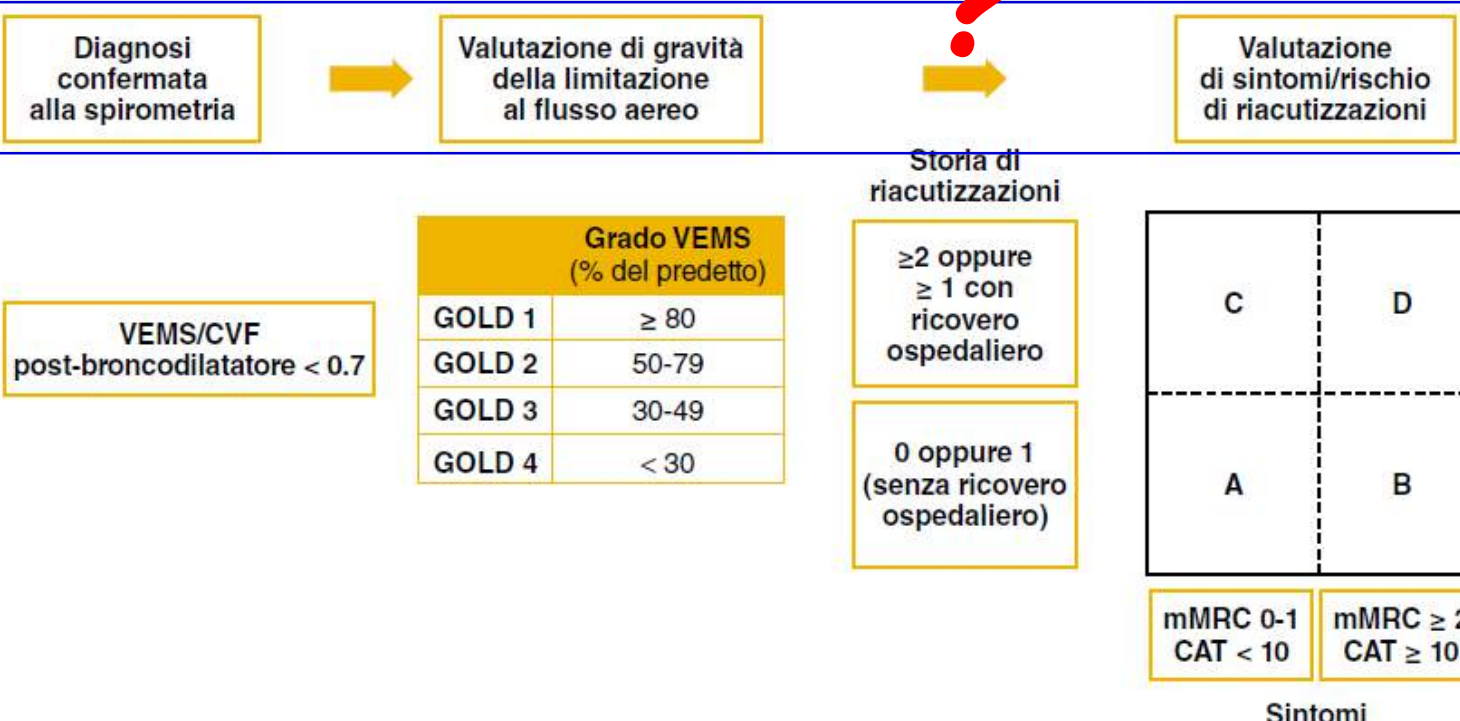 Diagnosi
confermata
alla spirometria
Valutazione di gravità
della limitazione
al flusso aereo
!
Valutazione
di sintomi/rischio
di riacutizzazioni
Storia di
riacutizzazioni
VEMS/CVF
post-broncodilatatore < 0.7
Grado VEMS
(% del predetto)
GOLD 1 ≥ 80
GOLD 2 50-79
GOLD 3 30-49
GOLD 4 < 30
≥2 oppure
≥ 1 con
ricovero
ospedaliero
0 oppure 1
(senza ricovero
ospedaliero)
C D
A B
mMRC 0-1
CAT < 10
mMRC ≥ 2
CAT ≥ 10
Sintomi